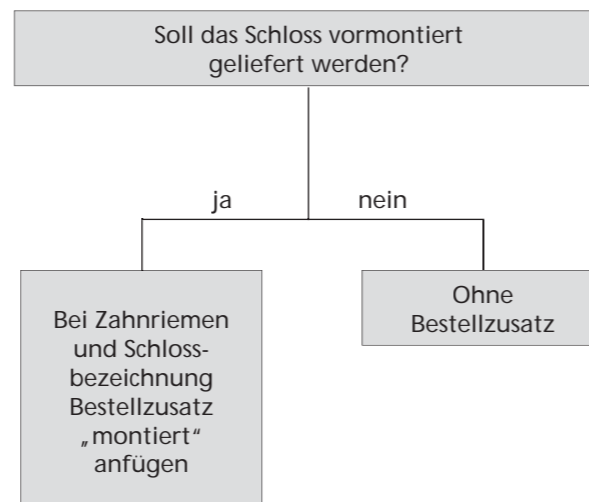 Soll das Schloss vormontiert
geliefert werden?
ja
nein
Bei Zahnriemen
und Schloss-
bezeichnung
Bestellzusatz
„montiert“
anfügen
Ohne
Bestellzusatz